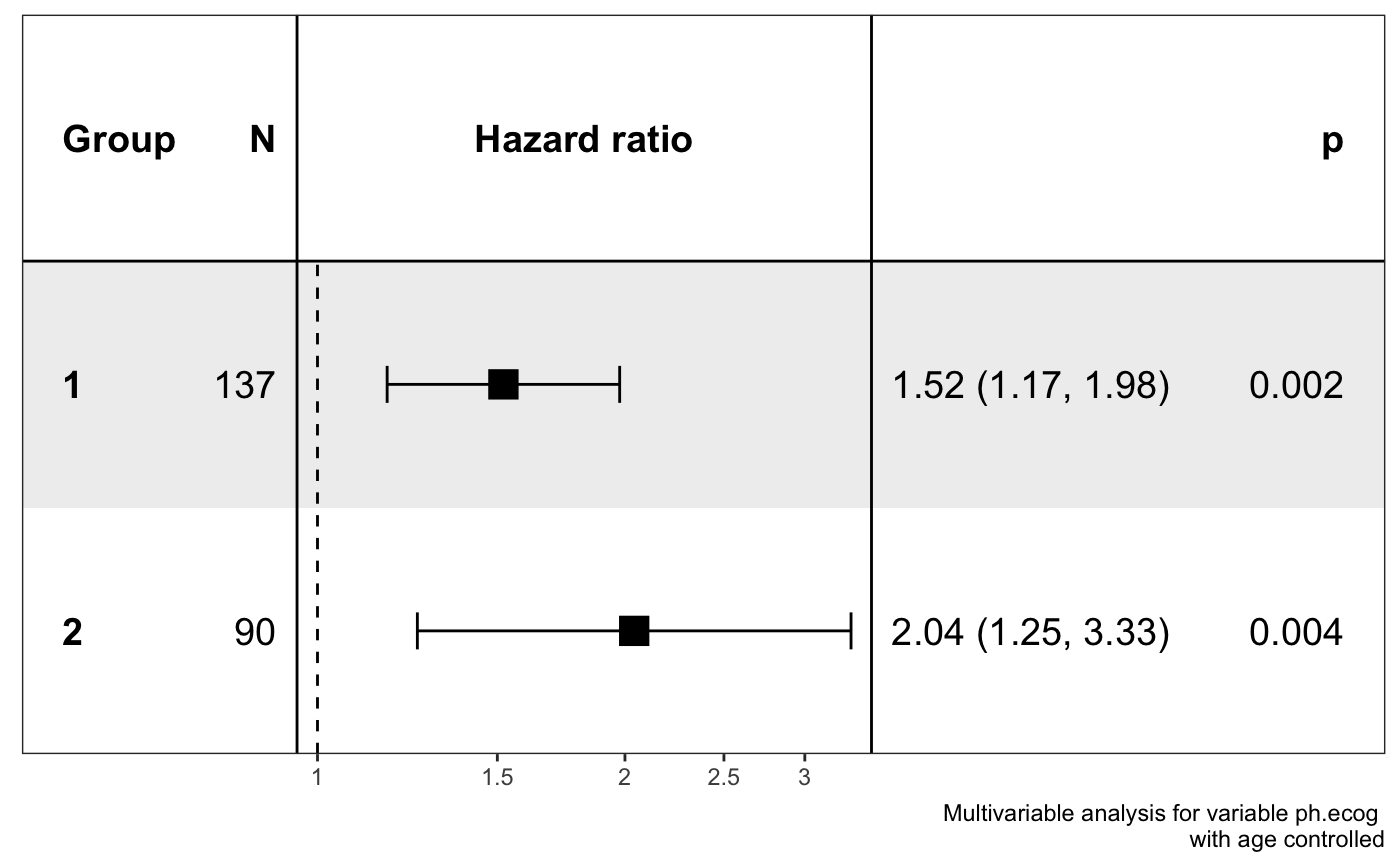 Group N Hazard ratio p
1 137 1.52 (1.17, 1.98) 0.002
2 90 2.04 (1.25, 3.33) 0.004
1 1.5 2 2.5 3
Multivariable analysis for variable ph.ecog
with age controlled